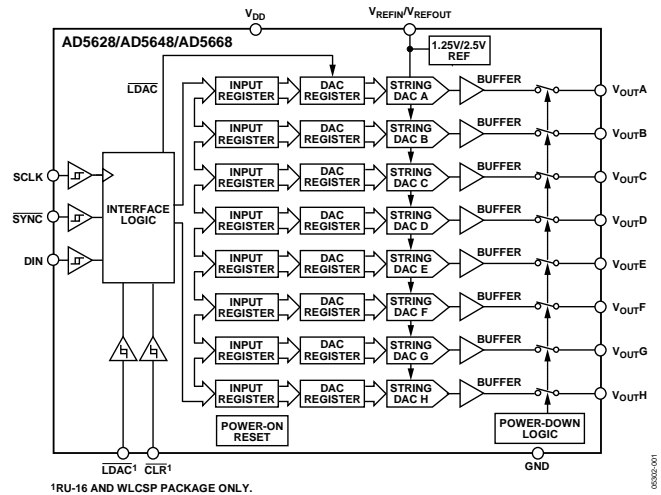 VDD
VREFIN/VREFOUT
AD5628/AD5648/AD5668
1.25V/2.5V
REF
LDAC
INPUT
REGISTER
DAC
REGISTER
STRING
DAC A
BUFFER
VOUTA
INPUT
REGISTER
DAC
REGISTER
STRING
DAC B
BUFFER
VOUTB
INPUT
REGISTER
DAC
REGISTER
STRING
DAC C
BUFFER
VOUTC
SCLK
SYNC
DIN
INTERFACE
LOGIC
INPUT
REGISTER
DAC
REGISTER
STRING
DAC D
BUFFER
VOUTD
INPUT
REGISTER
DAC
REGISTER
STRING
DAC E
BUFFER
VOUTE
INPUT
REGISTER
DAC
REGISTER
STRING
DAC F
BUFFER
VOUTF
INPUT
REGISTER
DAC
REGISTER
STRING
DAC G
BUFFER
VOUTG
INPUT
REGISTER
DAC
REGISTER
STRING
DAC H
BUFFER
VOUTH
POWER-ON
RESET
POWER-DOWN
LOGIC
LDAC1
CLR1
GND
1RU-16 AND WLCSP PACKAGE ONLY.
05302-001